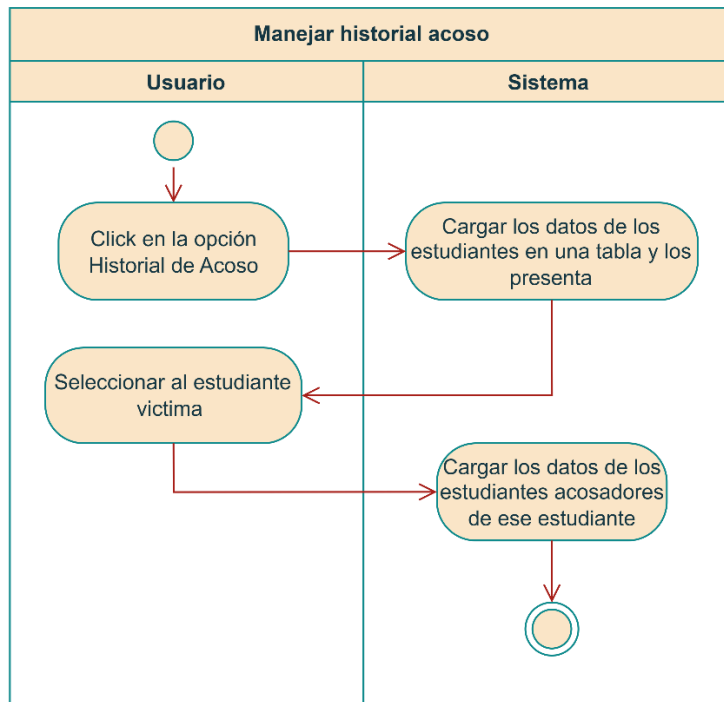 Manejar historial acoso
Usuario
Sistema
Click en la opción
Historial de Acoso
Cargar los datos de los
estudiantes en una tabla y los
presenta
Seleccionar al estudiante
victima
Cargar los datos de los
estudiantes acosadores
de ese estudiante